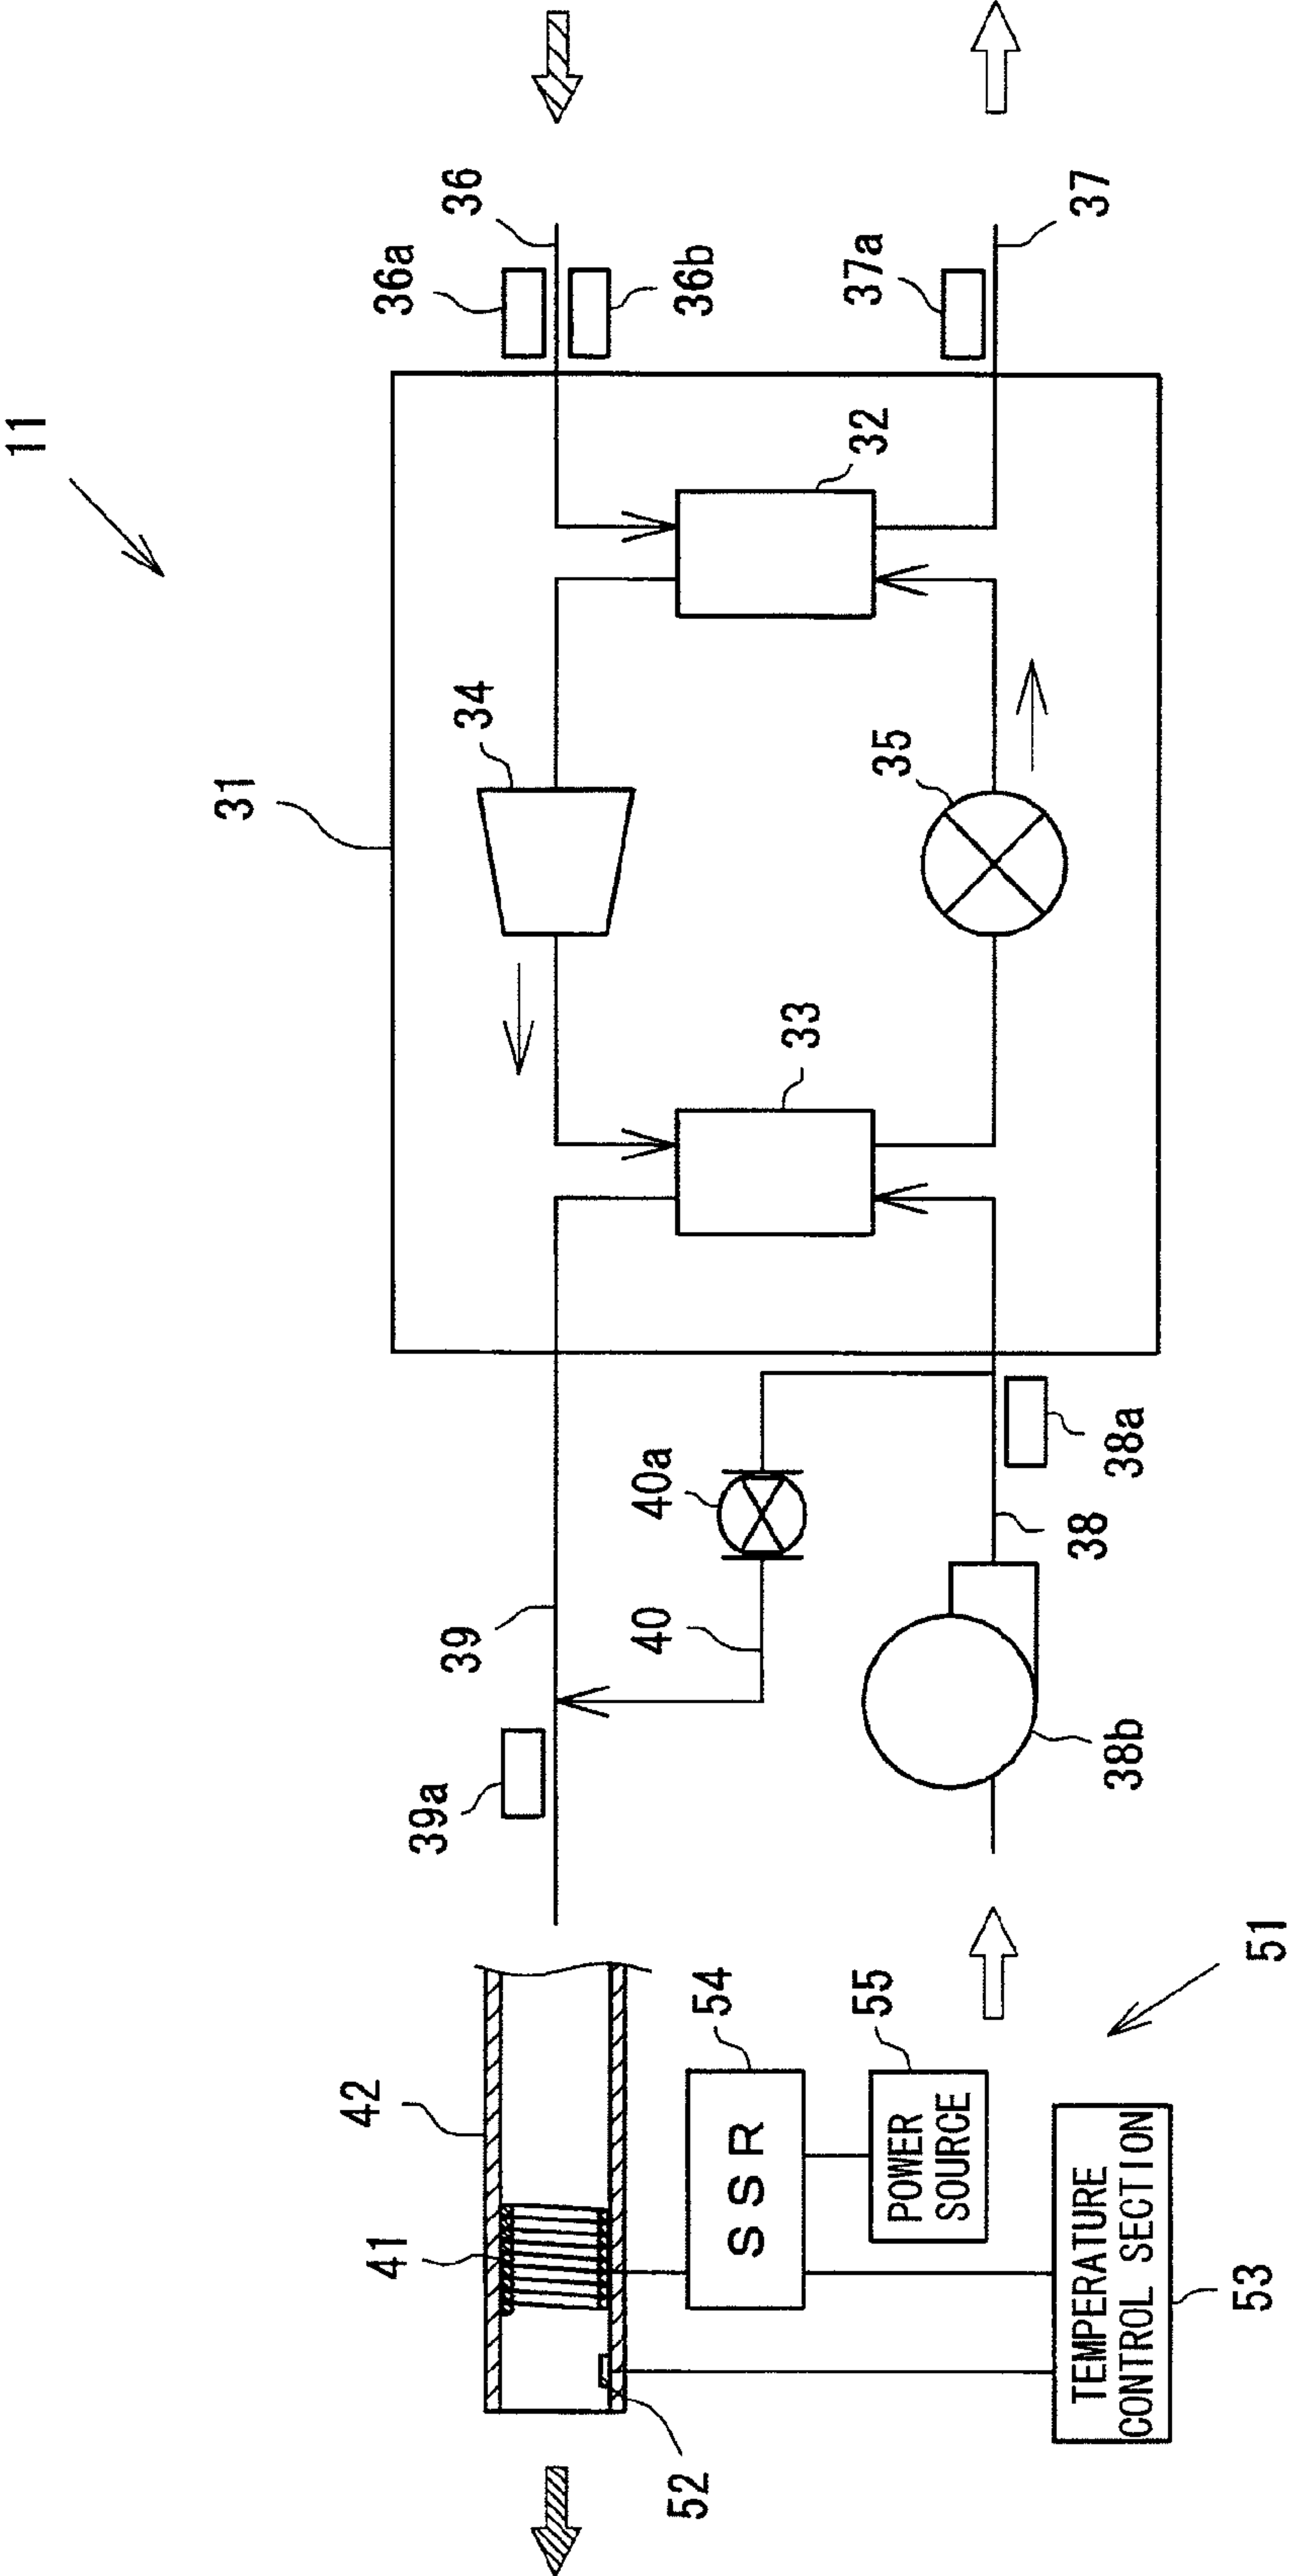 11
31
36
36a
36b
37
37a
32
34
35
33
39
39a
40
40a
38
38a
38b
42
41
52
54
SSR
55
POWER
SOURCE
51
TEMPERATURE
CONTROL SECTION
53